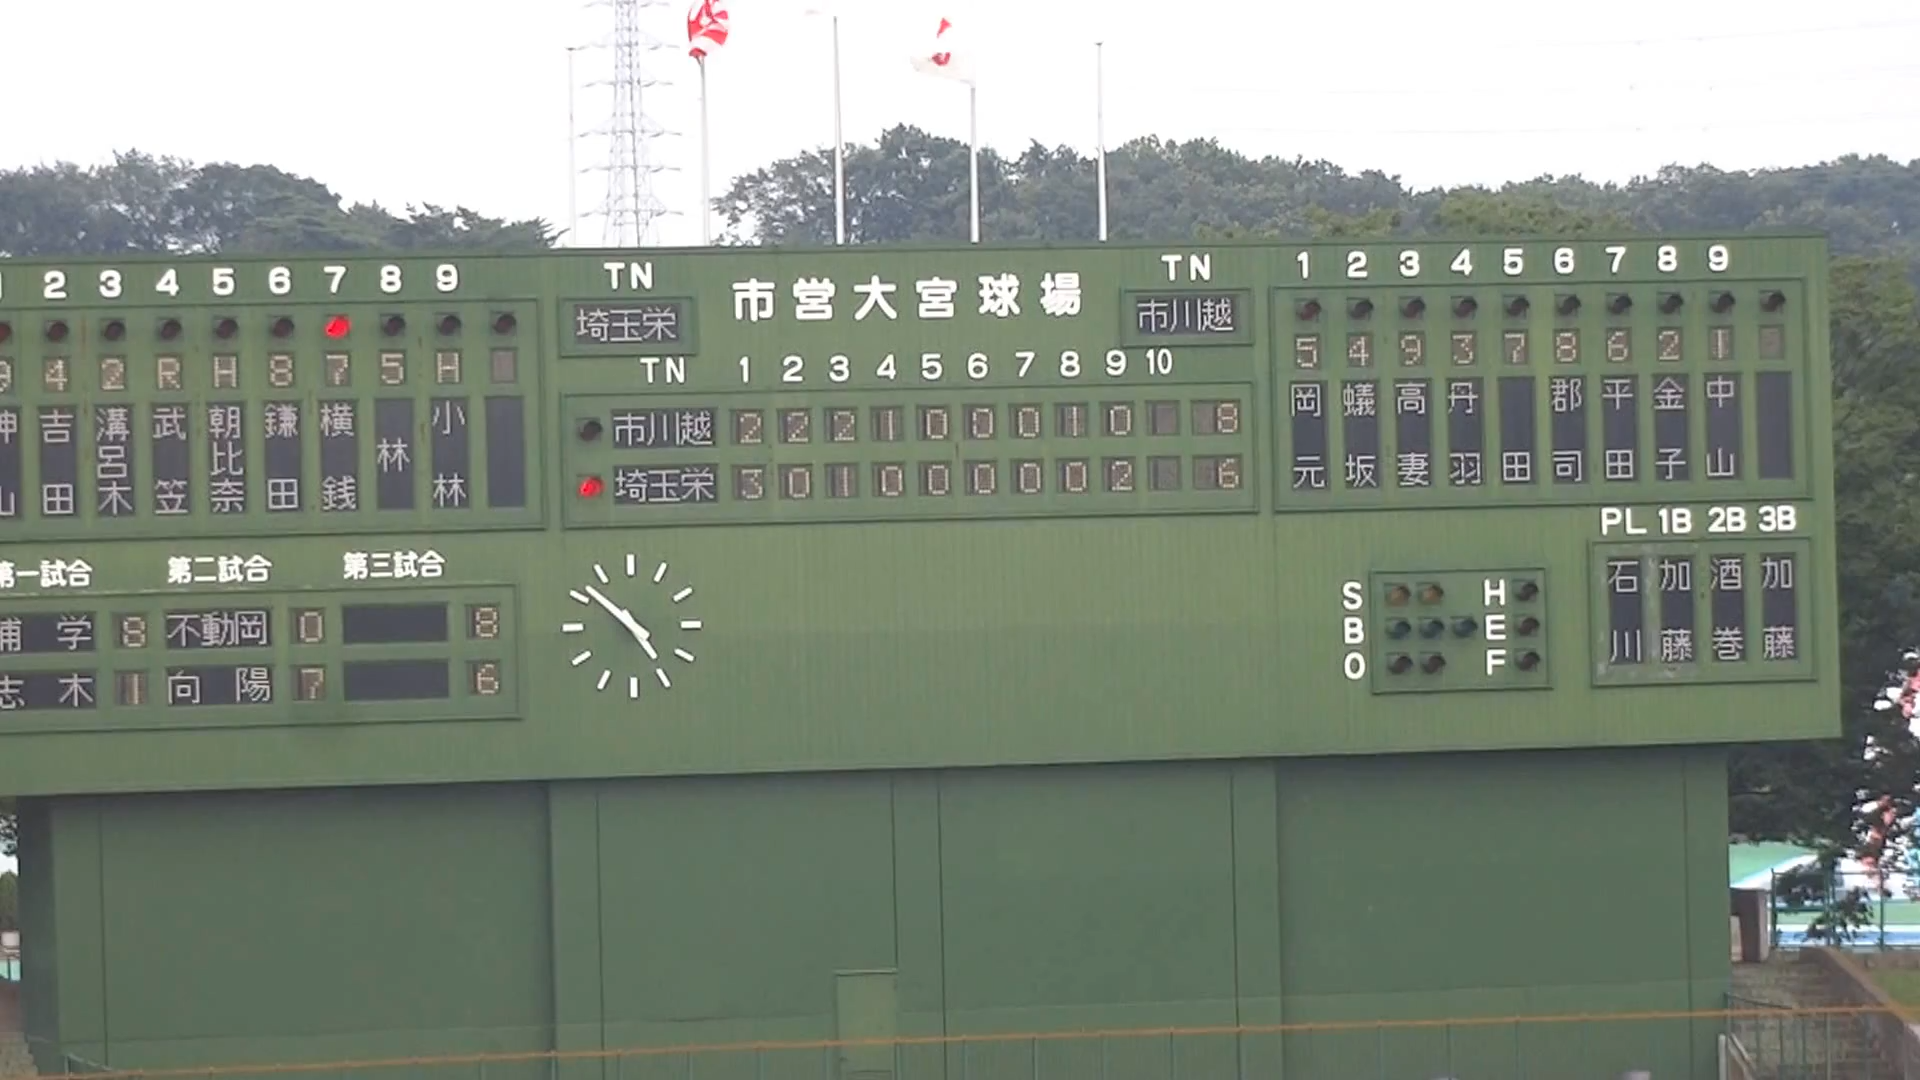 2 3 4 5 6 7 8 9
TN
埼玉栄
市営大宮球場
TN
市川越
1 2 3 4 5 6 7 8 9
4 2 R H 8 7 5 H
吉田 溝呂木 武笠 朝比奈 鎌田 横銭 林 小林
TN 1 2 3 4 5 6 7 8 9 10
市川越 2 2 2 1 0 0 0 1 0 8
埼玉栄 3 0 1 0 0 0 0 0 2 6
5 4 9 3 7 8 6 2 1
岡元 蟻坂 高妻 丹羽 田 郡司 平田 金子 中山
第一試合 第二試合 第三試合
学 8 不動岡 0 8
志木 1 向陽 7 6
S H
B E
O F
PL 1B 2B 3B
石川 加藤 酒巻 加藤